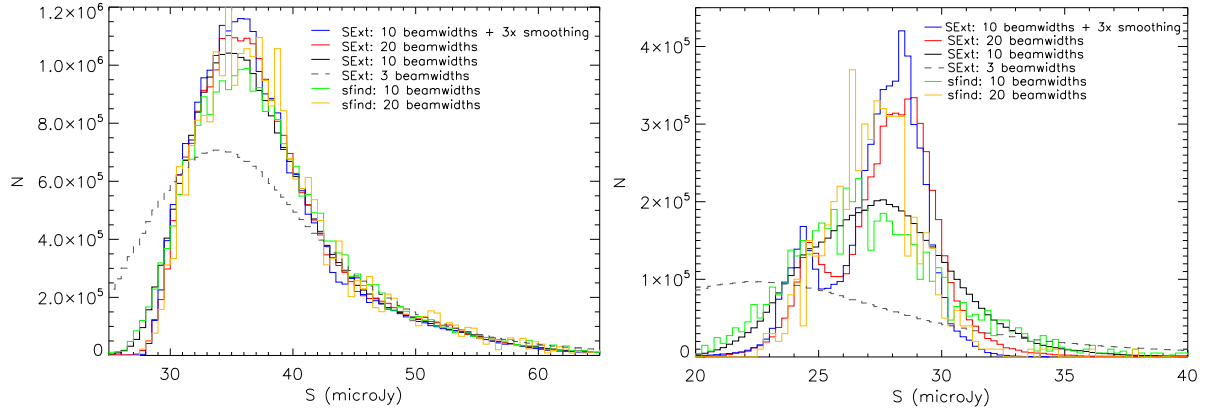 1.2×10⁶
1.0×10⁶
8.0×10⁵
6.0×10⁵
4.0×10⁵
2.0×10⁵
0
N
30 40 50 60
S (microJy)
SExt: 10 beamwidths + 3x smoothing
SExt: 20 beamwidths
SExt: 10 beamwidths
SExt: 3 beamwidths
sfind: 10 beamwidths
sfind: 20 beamwidths
4×10⁵
3×10⁵
2×10⁵
1×10⁵
0
N
20 25 30 35 40
S (microJy)
SExt: 10 beamwidths + 3x smoothing
SExt: 20 beamwidths
SExt: 10 beamwidths
SExt: 3 beamwidths
sfind: 10 beamwidths
sfind: 20 beamwidths